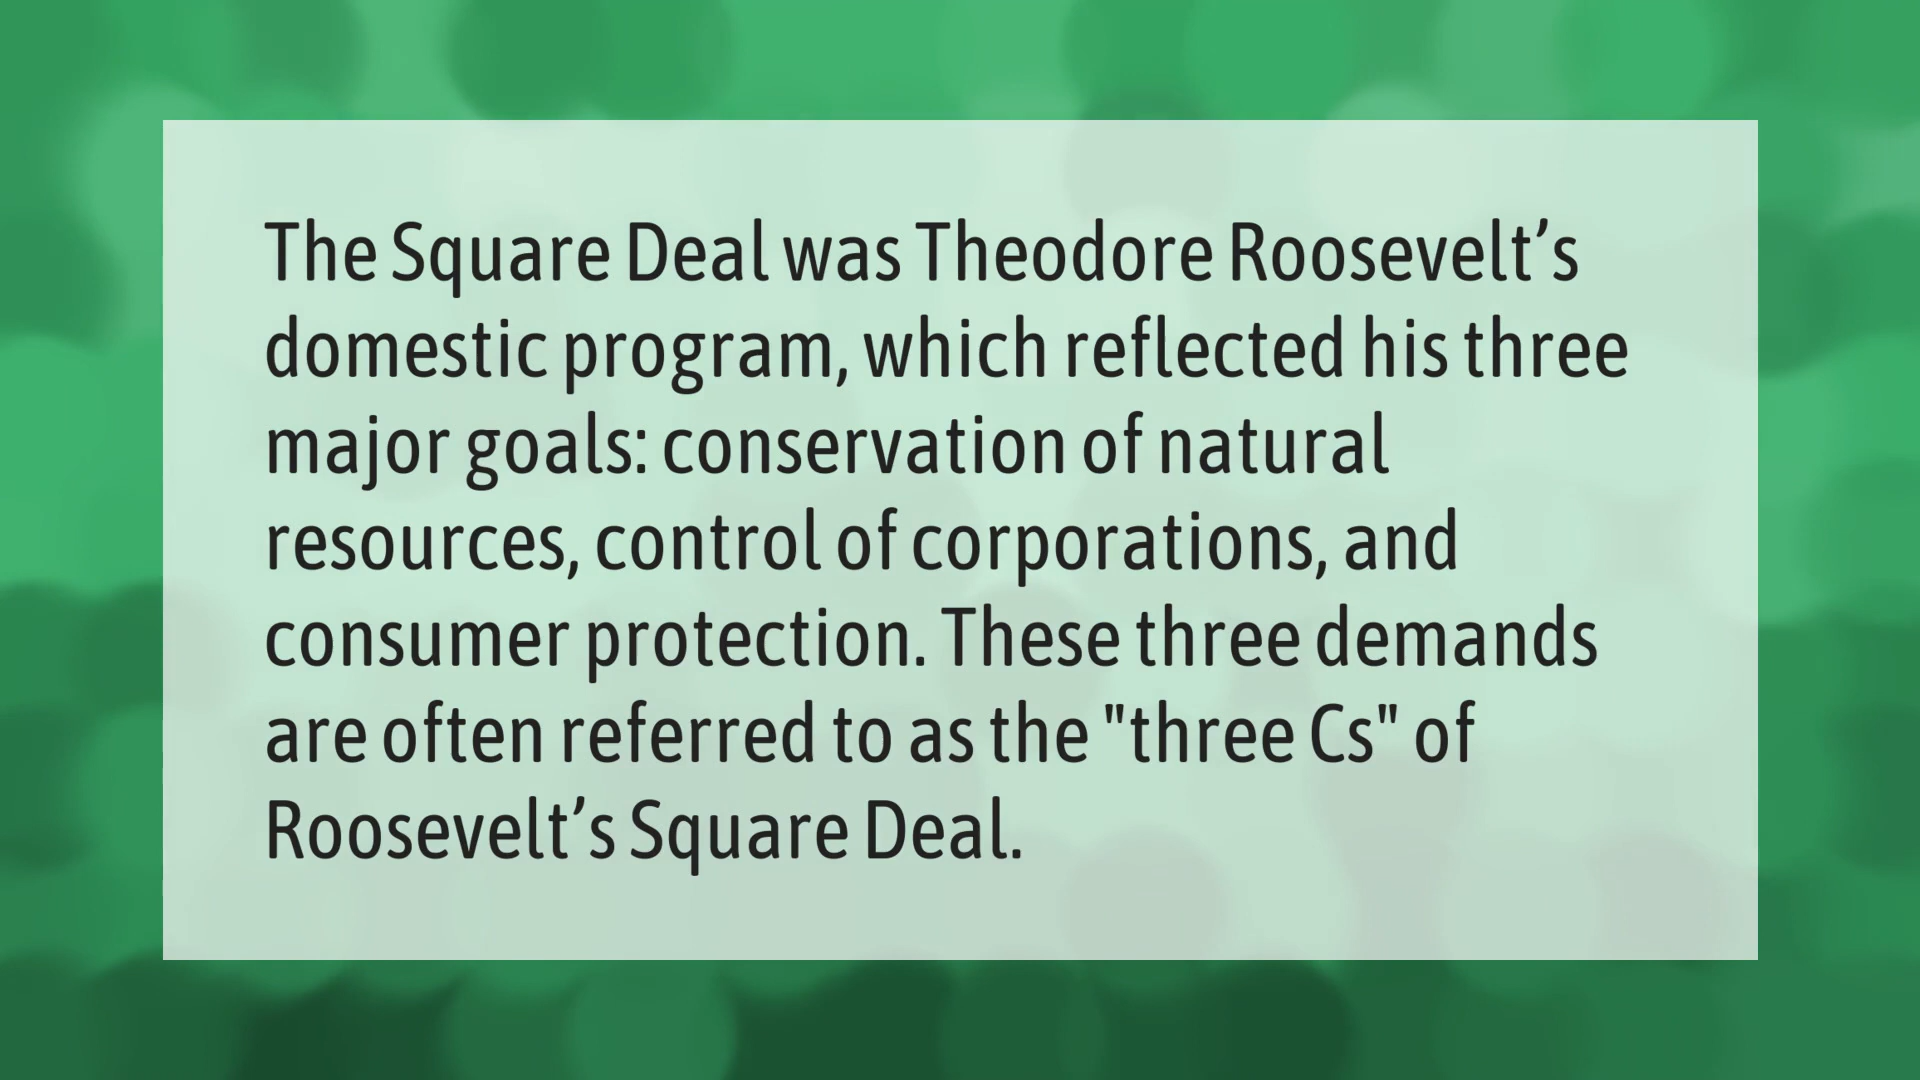 The Square Deal was Theodore Roosevelt’s
domestic program, which reflected his three
major goals: conservation of natural
resources, control of corporations, and
consumer protection. These three demands
are often referred to as the "three Cs" of
Roosevelt’s Square Deal.